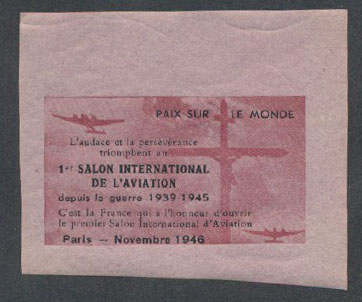 PAIX SUR LE MONDE
L'audace et la persévérance
triomphent au
1er SALON INTERNATIONAL
DE L'AVIATION
depuis la guerre 1939-1945
C'est la France qui a l'honneur d'ouvrir
le premier Salon International d'Aviation
Paris — Novembre 1946